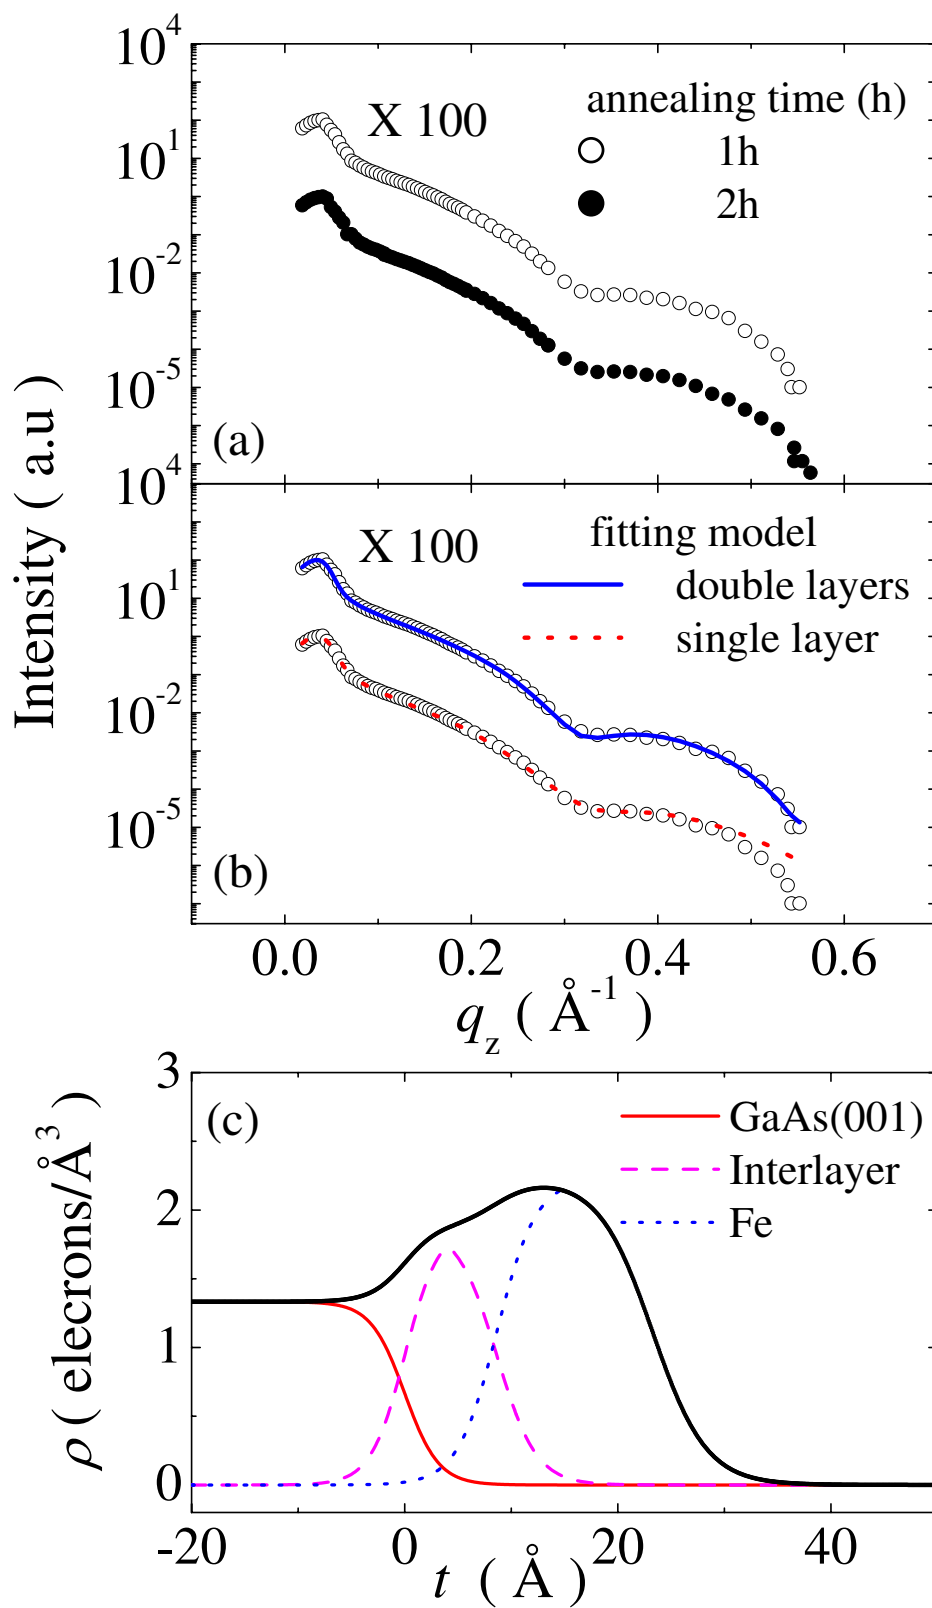 10^4
10^1
10^-2
10^-5
X 100
annealing time (h)
1h
2h
(a)
Intensity ( a.u )
10^4
10^1
10^-2
10^-5
X 100
fitting model
double layers
single layer
(b)
0.0 0.2 0.4 0.6
q_z ( Å^-1 )
3
2
1
0
(c)
GaAs(001)
Interlayer
Fe
ρ ( elecrons/Å^3 )
-20 0 20 40
t ( Å )